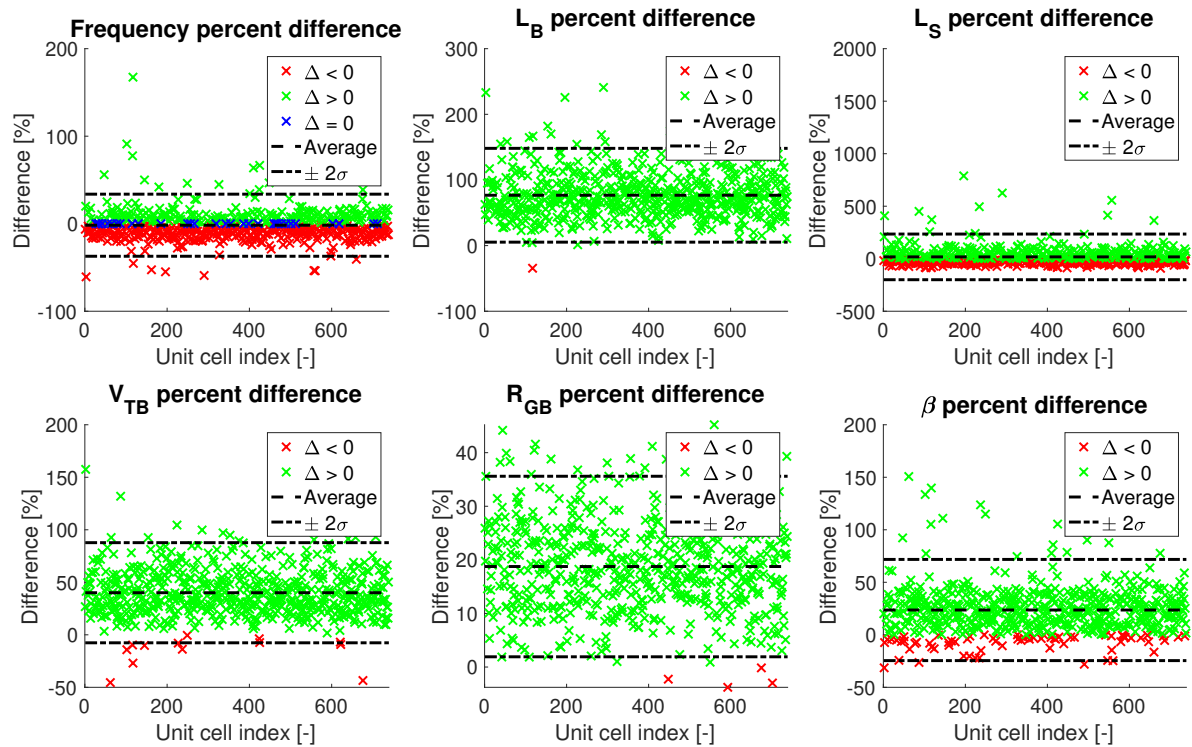 Frequency percent difference
200
100
0
-100
Difference [%]
0
200
400
600
Unit cell index [-]
Δ < 0
Δ > 0
Δ = 0
Average
± 2σ
L_B percent difference
300
200
150
100
50
0
-50
-100
Difference [%]
0
200
400
600
Unit cell index [-]
Δ < 0
Δ > 0
Average
± 2σ
L_S percent difference
2000
1500
1000
500
0
-500
Difference [%]
0
200
400
600
Unit cell index [-]
Δ < 0
Δ > 0
Average
± 2σ
V_TB percent difference
200
150
100
50
0
-50
Difference [%]
0
200
400
600
Unit cell index [-]
Δ < 0
Δ > 0
Average
± 2σ
R_GB percent difference
40
30
20
10
0
Difference [%]
0
200
400
600
Unit cell index [-]
Δ < 0
Δ > 0
Average
± 2σ
β percent difference
200
150
100
50
0
-50
Difference [%]
0
200
400
600
Unit cell index [-]
Δ < 0
Δ > 0
Average
± 2σ